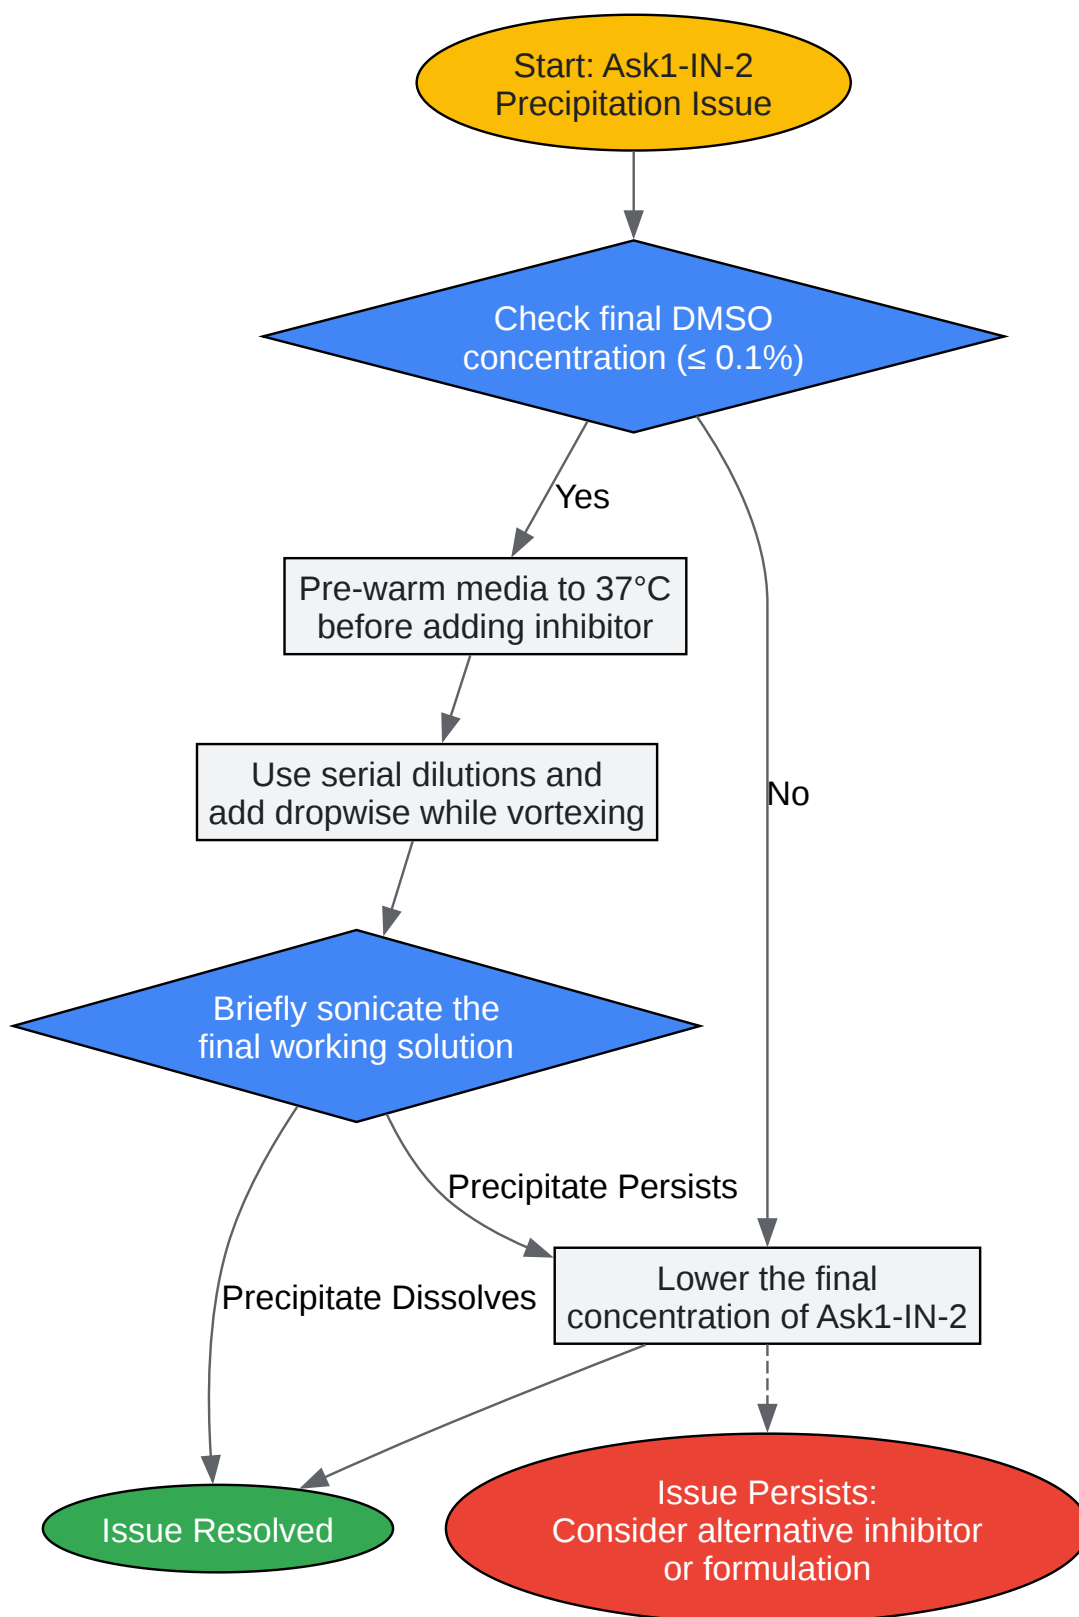 Start: Ask1-IN-2
Precipitation Issue
Check final DMSO
concentration (≤ 0.1%)
Yes
Pre-warm media to 37°C
before adding inhibitor
Use serial dilutions and
add dropwise while vortexing
No
Briefly sonicate the
final working solution
Precipitate Persists
Precipitate Dissolves
Lower the final
concentration of Ask1-IN-2
Issue Resolved
Issue Persists:
Consider alternative inhibitor
or formulation